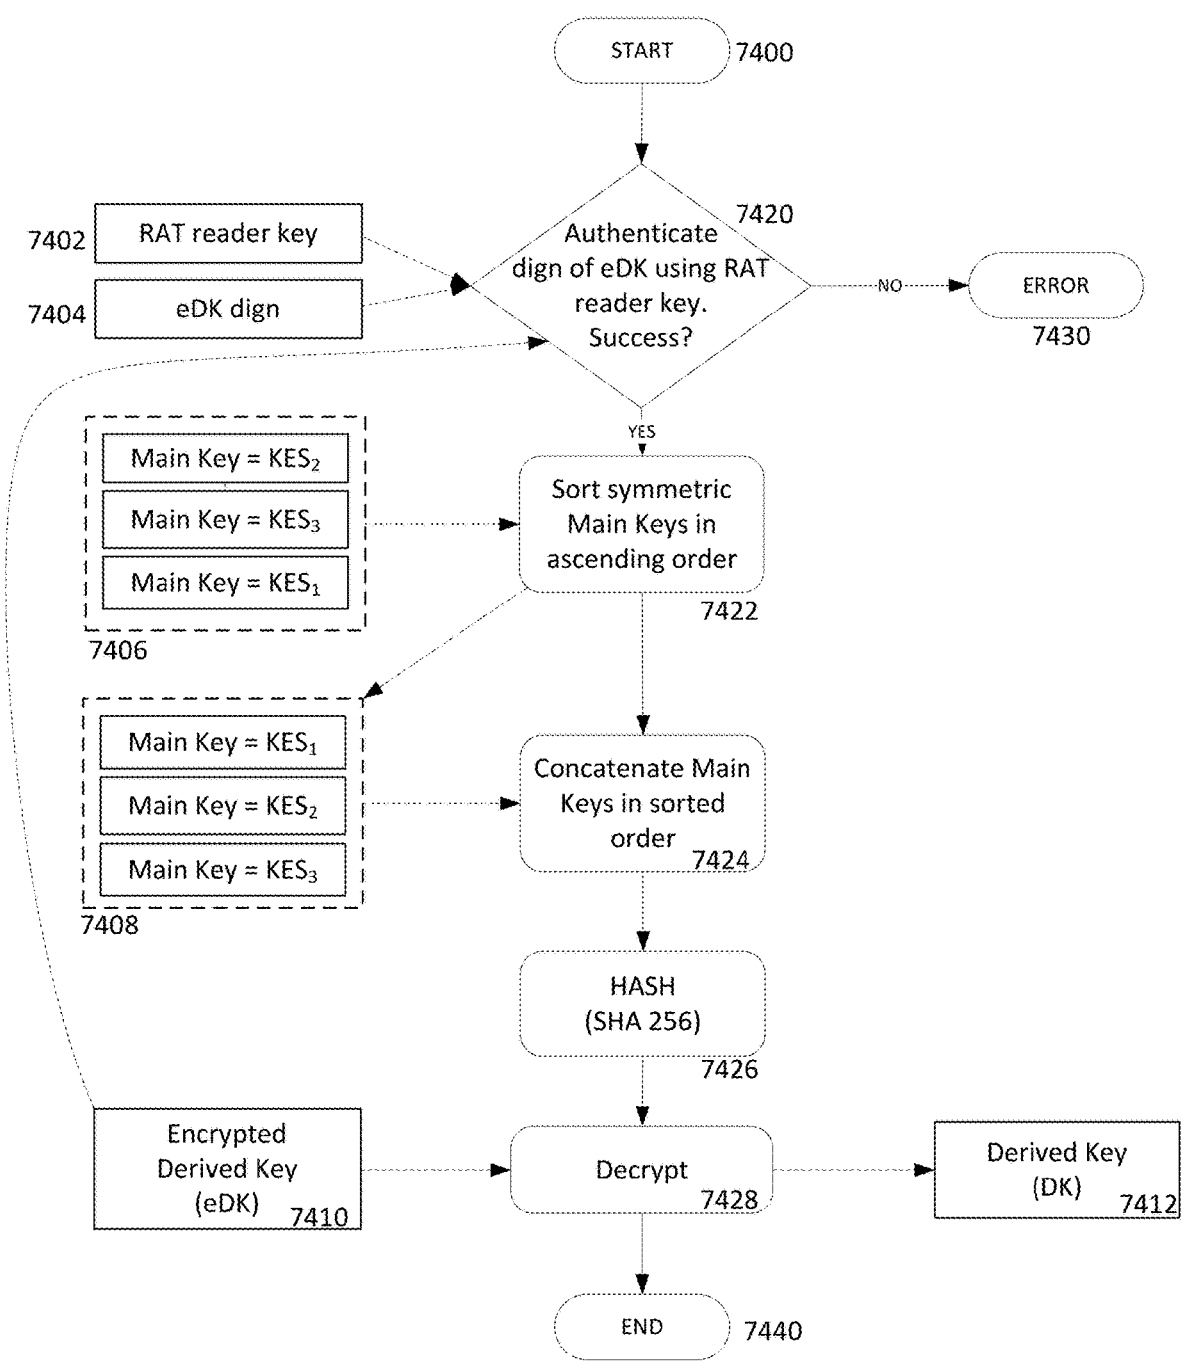 START
7400
7420
Authenticate
dign of eDK using RAT
reader key.
Success?
7402
RAT reader key
7404
eDK dign
NO
ERROR
7430
YES
Main Key = KES₂
Main Key = KES₃
Main Key = KES₁
7406
Sort symmetric
Main Keys in
ascending order
7422
Main Key = KES₁
Main Key = KES₂
Main Key = KES₃
7408
Concatenate Main
Keys in sorted
order
7424
HASH
(SHA 256)
7426
Encrypted
Derived Key
(eDK)
7410
Decrypt
7428
Derived Key
(DK)
7412
END
7440